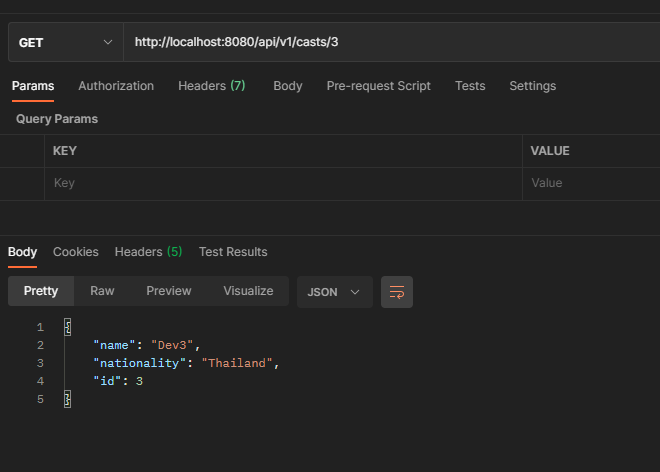 GET http://localhost:8080/api/v1/casts/3
Params Authorization Headers (7) Body Pre-request Script Tests Settings
Query Params
KEY VALUE
Key Value
Body Cookies Headers (5) Test Results
Pretty Raw Preview Visualize JSON
1 {
2 "name": "Dev3",
3 "nationality": "Thailand",
4 "id": 3
5 }